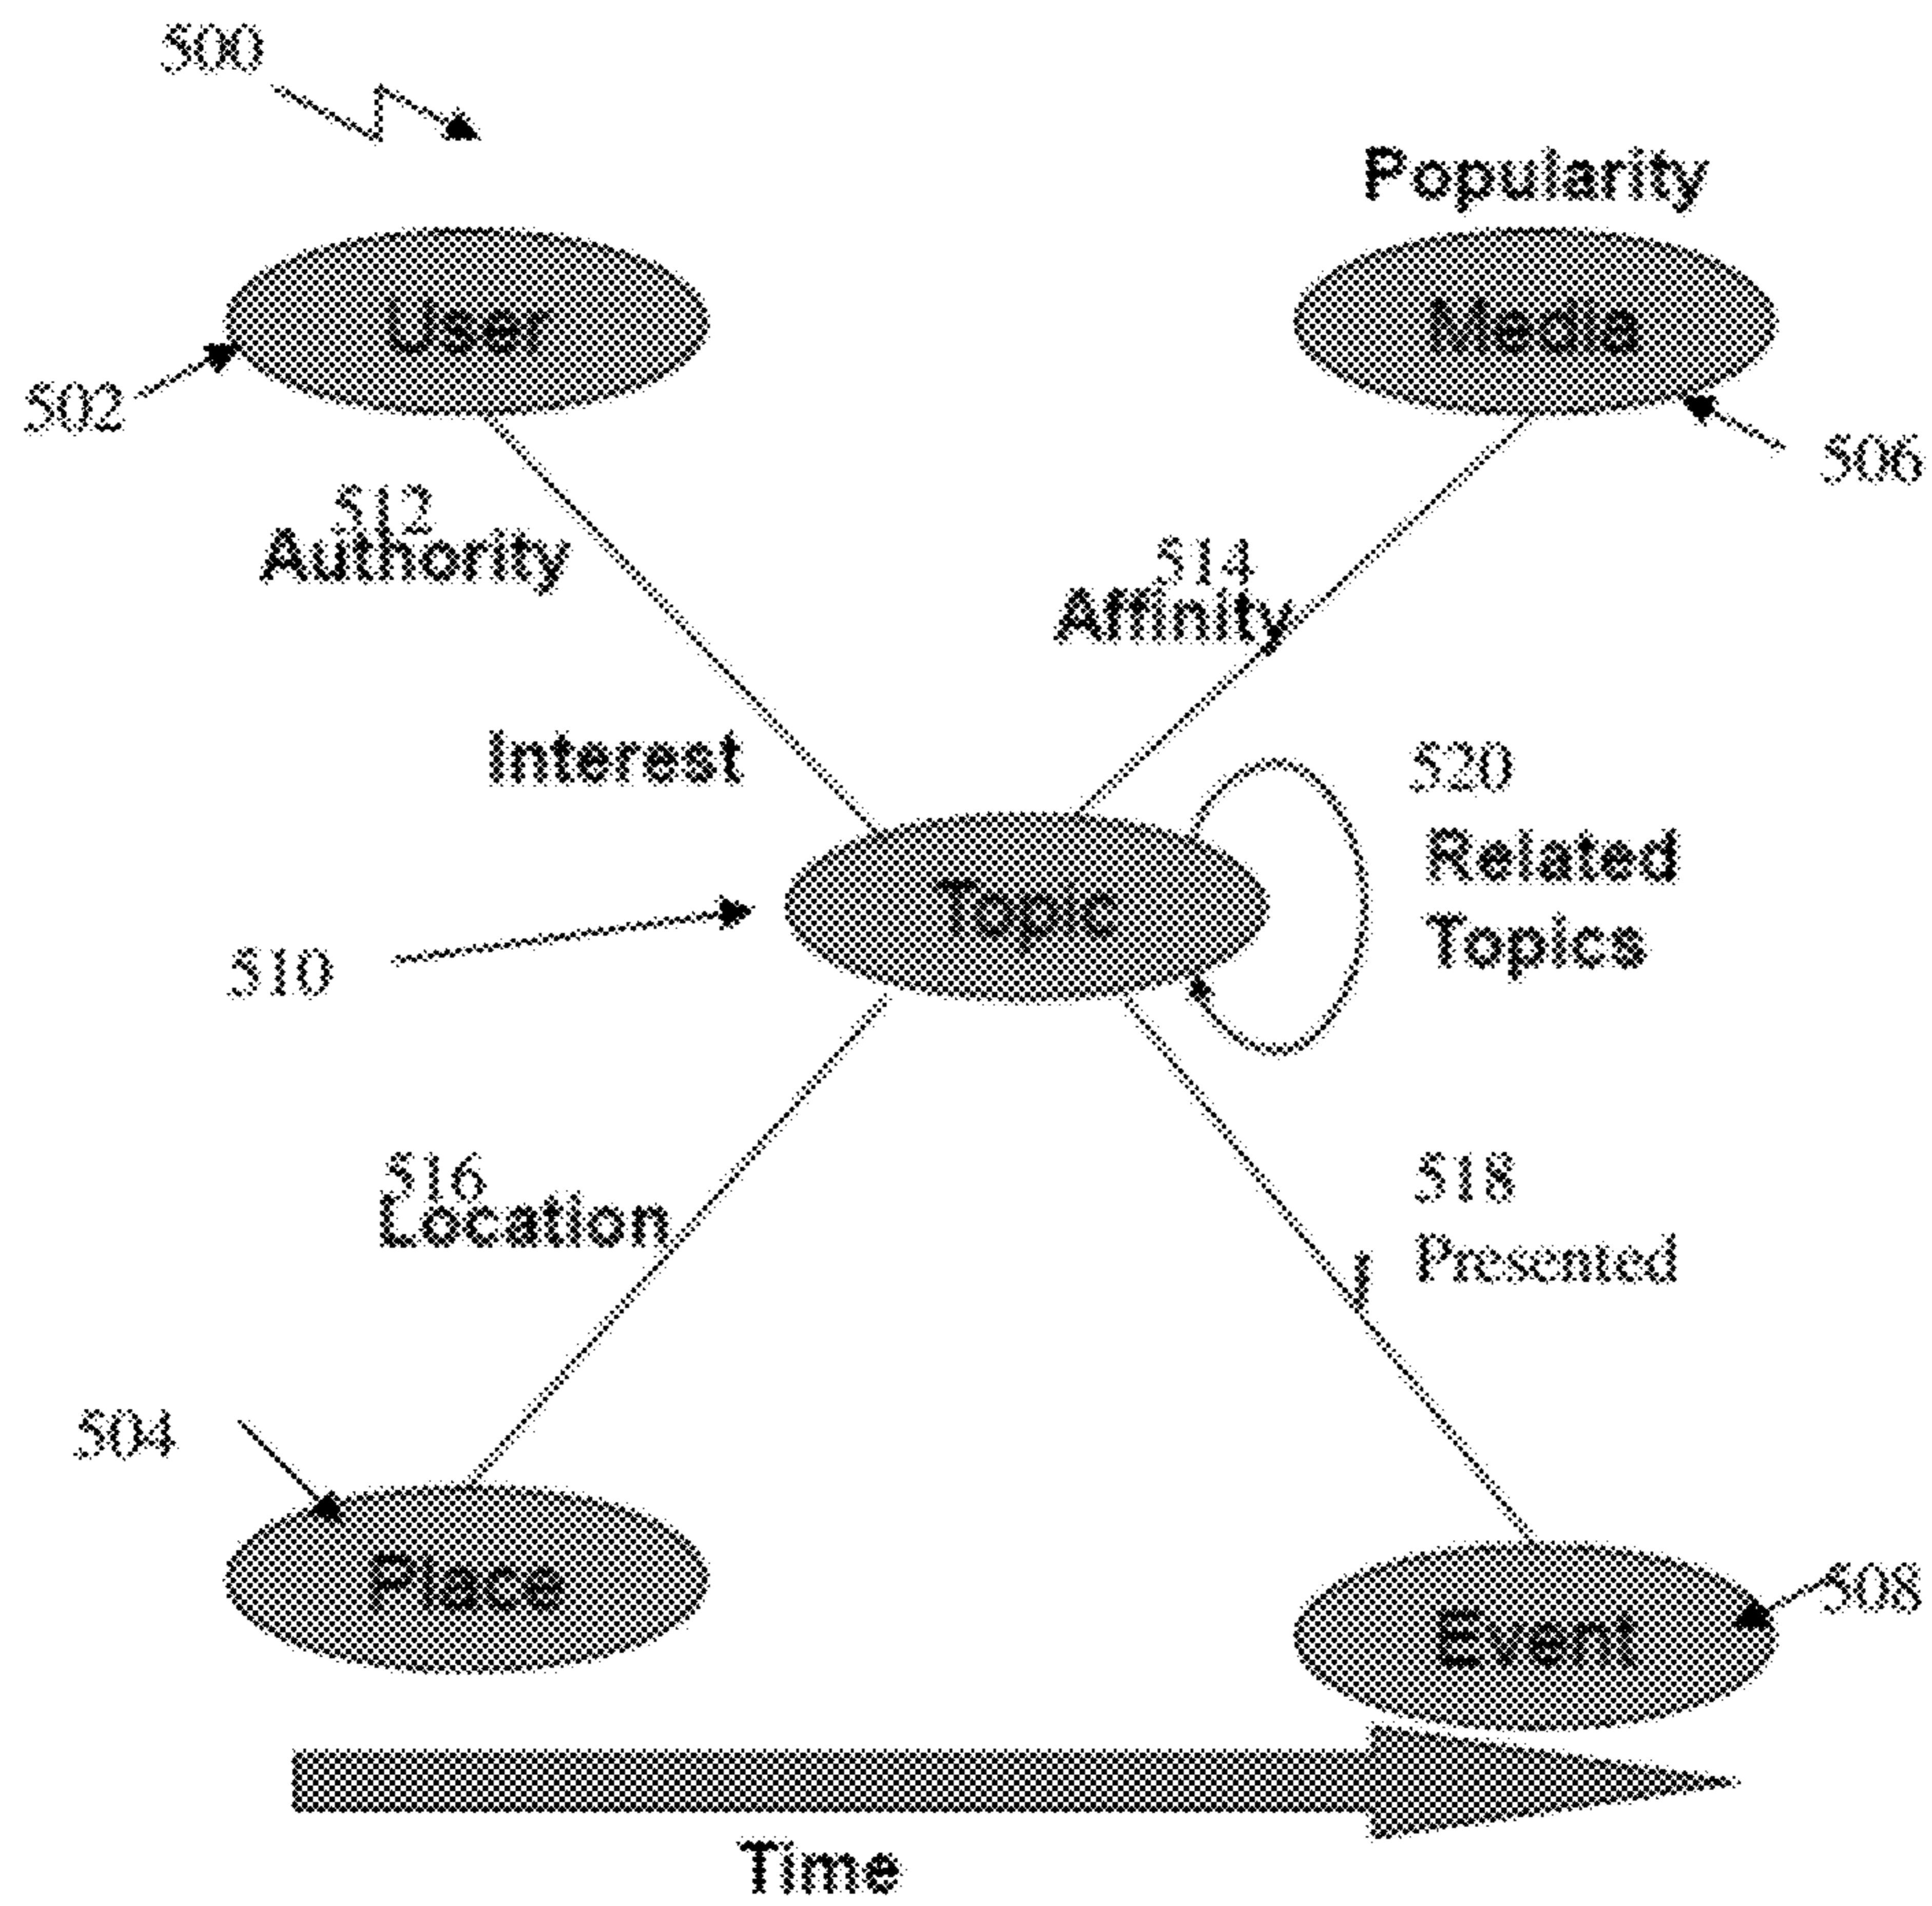 500
Popularity
User
Media
502
506
512
Authority
514
Affinity
Interest
520
Related
Topics
Topic
510
516
Location
518
Presented
504
Place
508
Event
Time